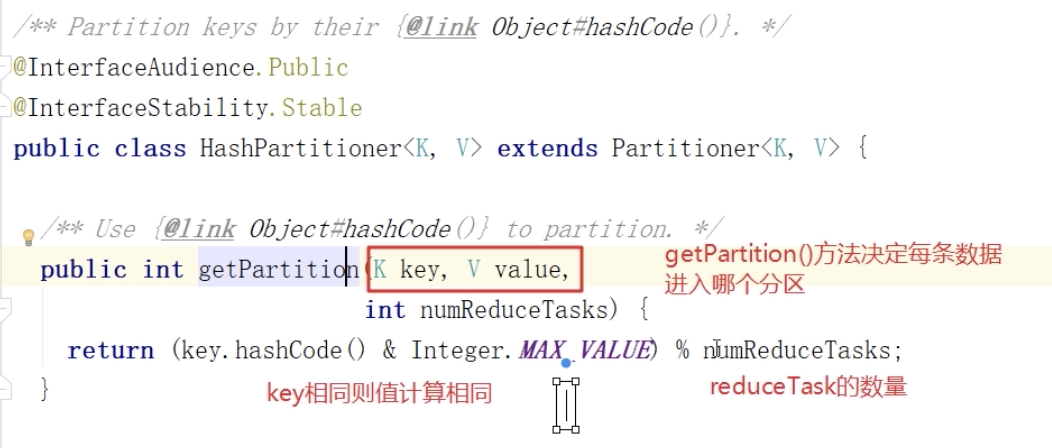 /** Partition keys by their {@link Object#hashCode()}. */
@InterfaceAudience.Public
@InterfaceStability.Stable
public class HashPartitioner<K, V> extends Partitioner<K, V> {
/** Use {@link Object#hashCode()} to partition. */
public int getPartition(K key, V value,
getPartition()方法决定每条数据
进入哪个分区
int numReduceTasks) {
return (key.hashCode() & Integer.MAX_VALUE) % numReduceTasks;
}
key相同则值计算相同
reduceTask的数量